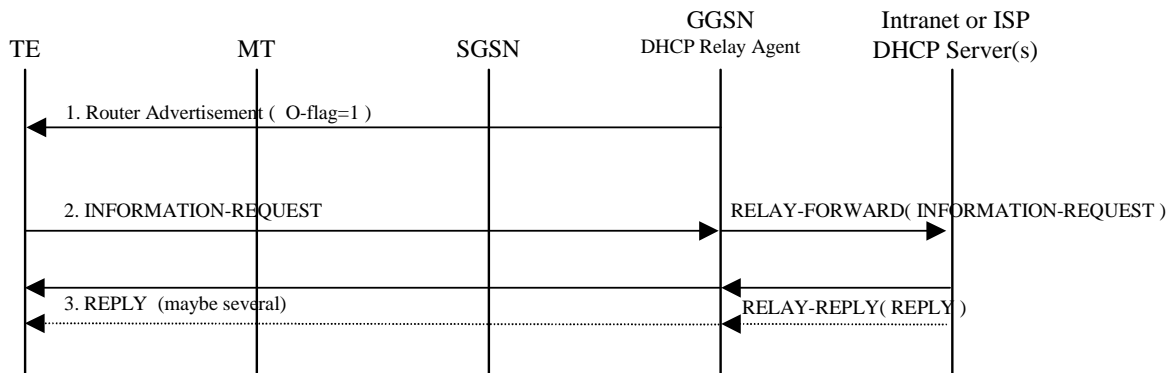 GGSN
Intranet or ISP
TE
MT
SGSN
DHCP Relay Agent
DHCP Server(s)
1. Router Advertisement ( O-flag=1 )
2. INFORMATION-REQUEST
RELAY-FORWARD( INFORMATION-REQUEST )
3. REPLY (maybe several)
RELAY-REPLY( REPLY )